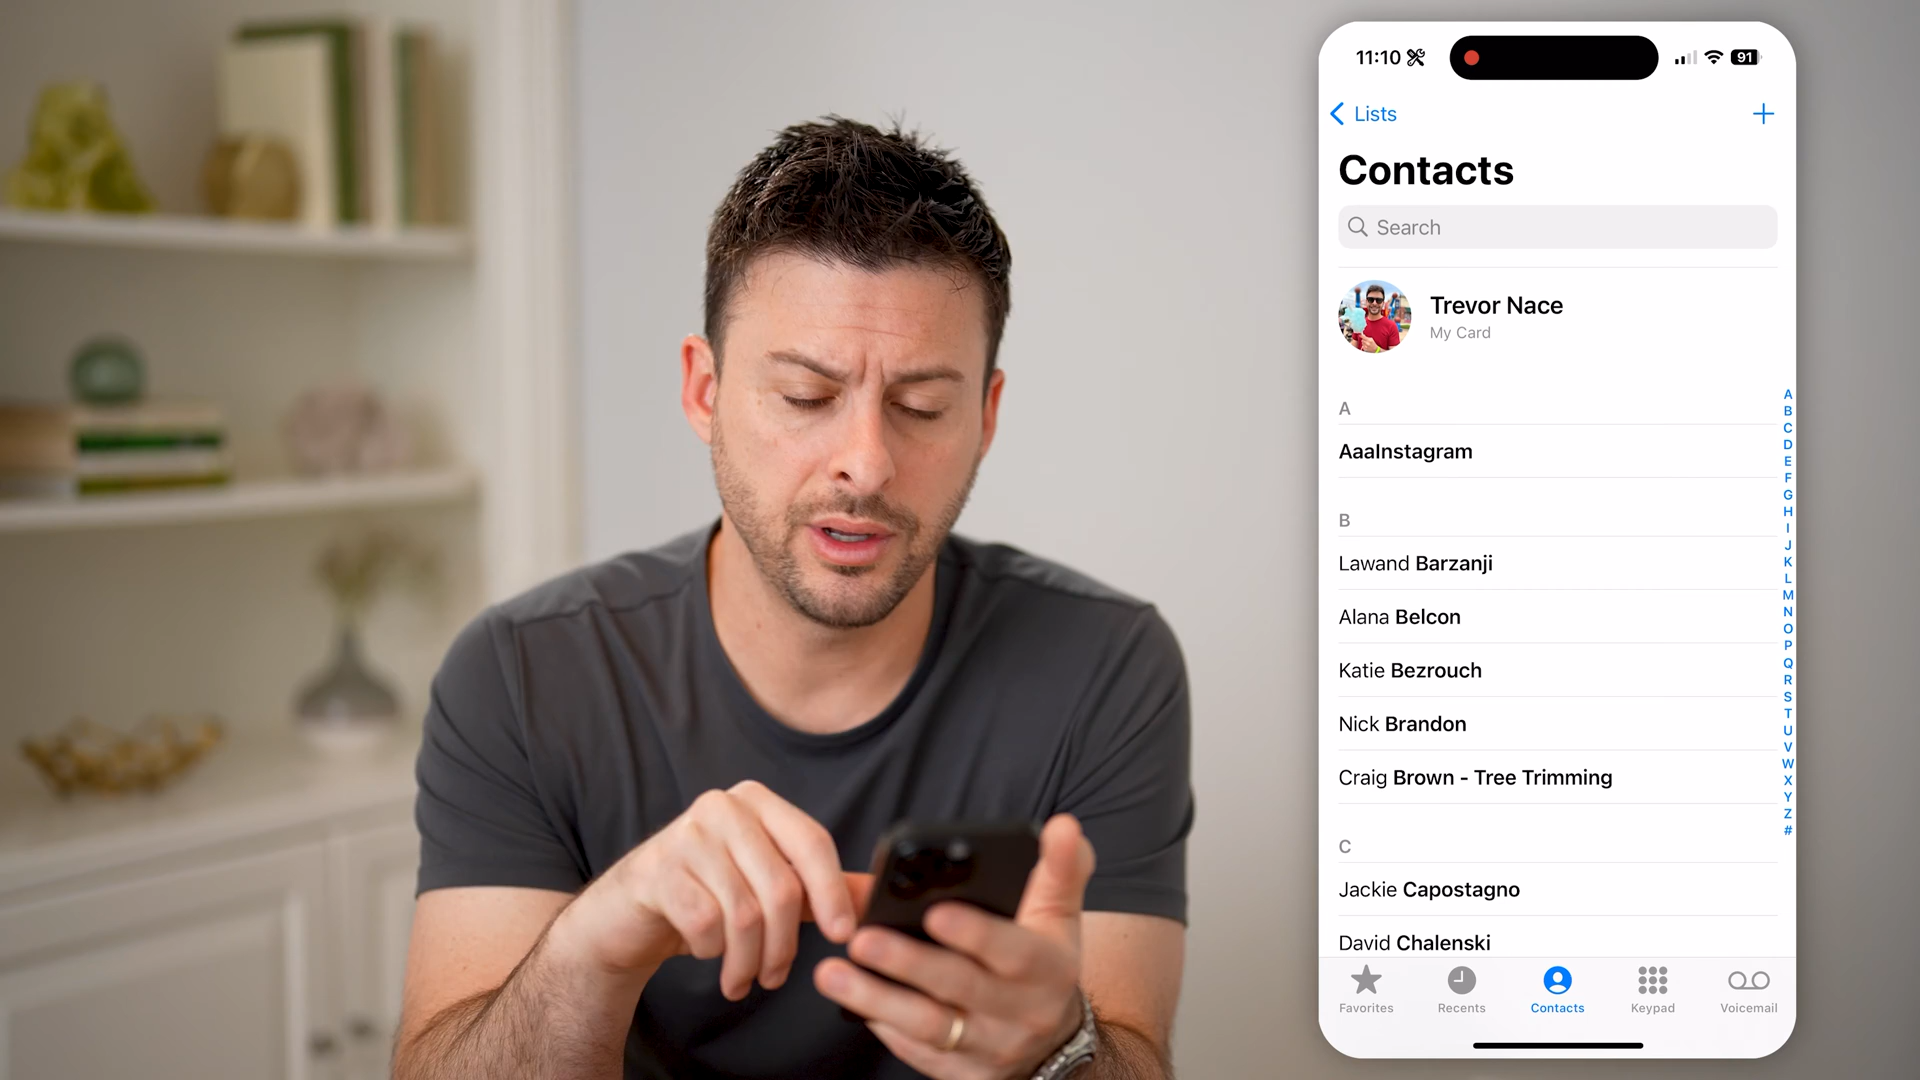 11:10
91
Lists
Contacts
Search
Trevor Nace
My Card
A
AaaInstagram
B
Lawand Barzanji
Alana Belcon
Katie Bezrouch
Nick Brandon
Craig Brown - Tree Trimming
C
Jackie Capostagno
David Chalenski
A
B
C
D
E
F
G
H
I
J
K
L
M
N
O
P
Q
R
S
T
U
V
W
X
Y
Z
#
Favorites
Recents
Contacts
Keypad
Voicemail